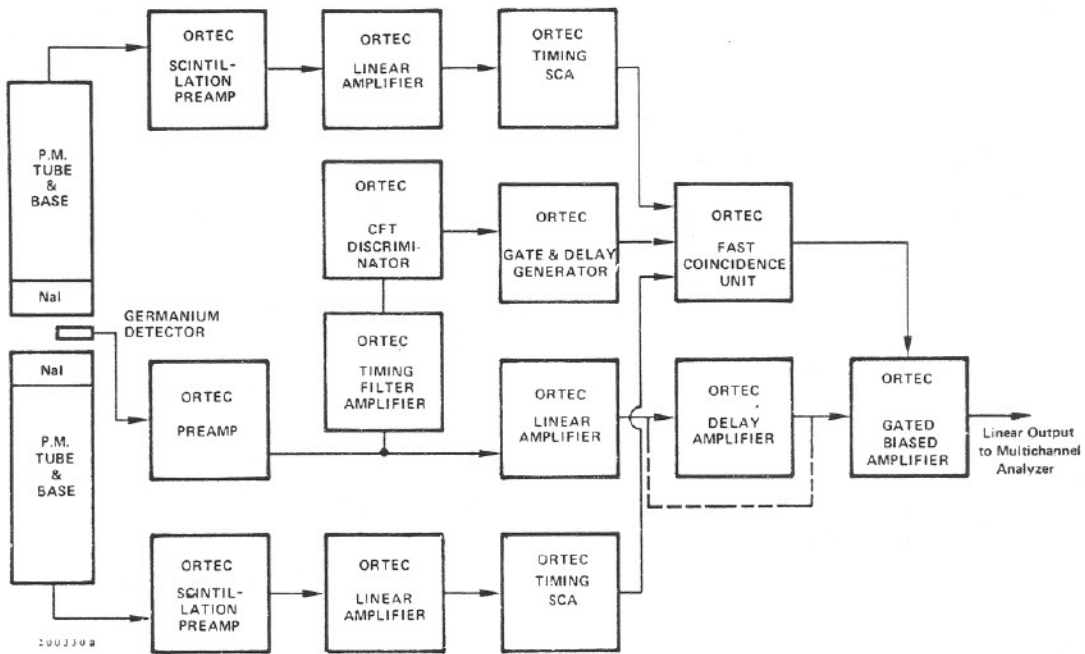 ORTEC
SCINTIL-
LATION
PREAMP
ORTEC
LINEAR
AMPLIFIER
ORTEC
TIMING
SCA
P.M.
TUBE
&
BASE
NaI
ORTEC
CFT
DISCRIMI-
NATOR
ORTEC
GATE & DELAY
GENERATOR
ORTEC
FAST
COINCIDENCE
UNIT
GERMANIUM
DETECTOR
NaI
P.M.
TUBE
&
BASE
ORTEC
PREAMP
ORTEC
TIMING
FILTER
AMPLIFIER
ORTEC
LINEAR
AMPLIFIER
ORTEC
DELAY
AMPLIFIER
ORTEC
GATED
BIASED
AMPLIFIER
Linear Output
to Multichannel
Analyzer
ORTEC
SCINTIL-
LATION
PREAMP
ORTEC
LINEAR
AMPLIFIER
ORTEC
TIMING
SCA